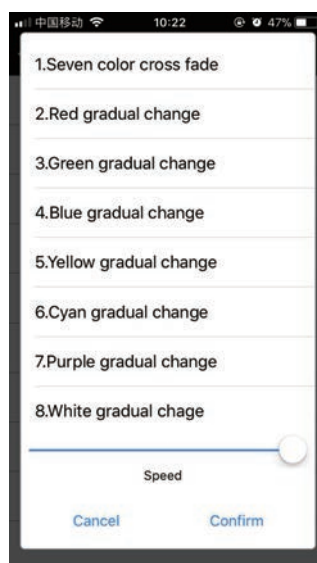 中国移动 10:22 47%
1.Seven color cross fade
2.Red gradual change
3.Green gradual change
4.Blue gradual change
5.Yellow gradual change
6.Cyan gradual change
7.Purple gradual change
8.White gradual chage
Speed
Cancel Confirm